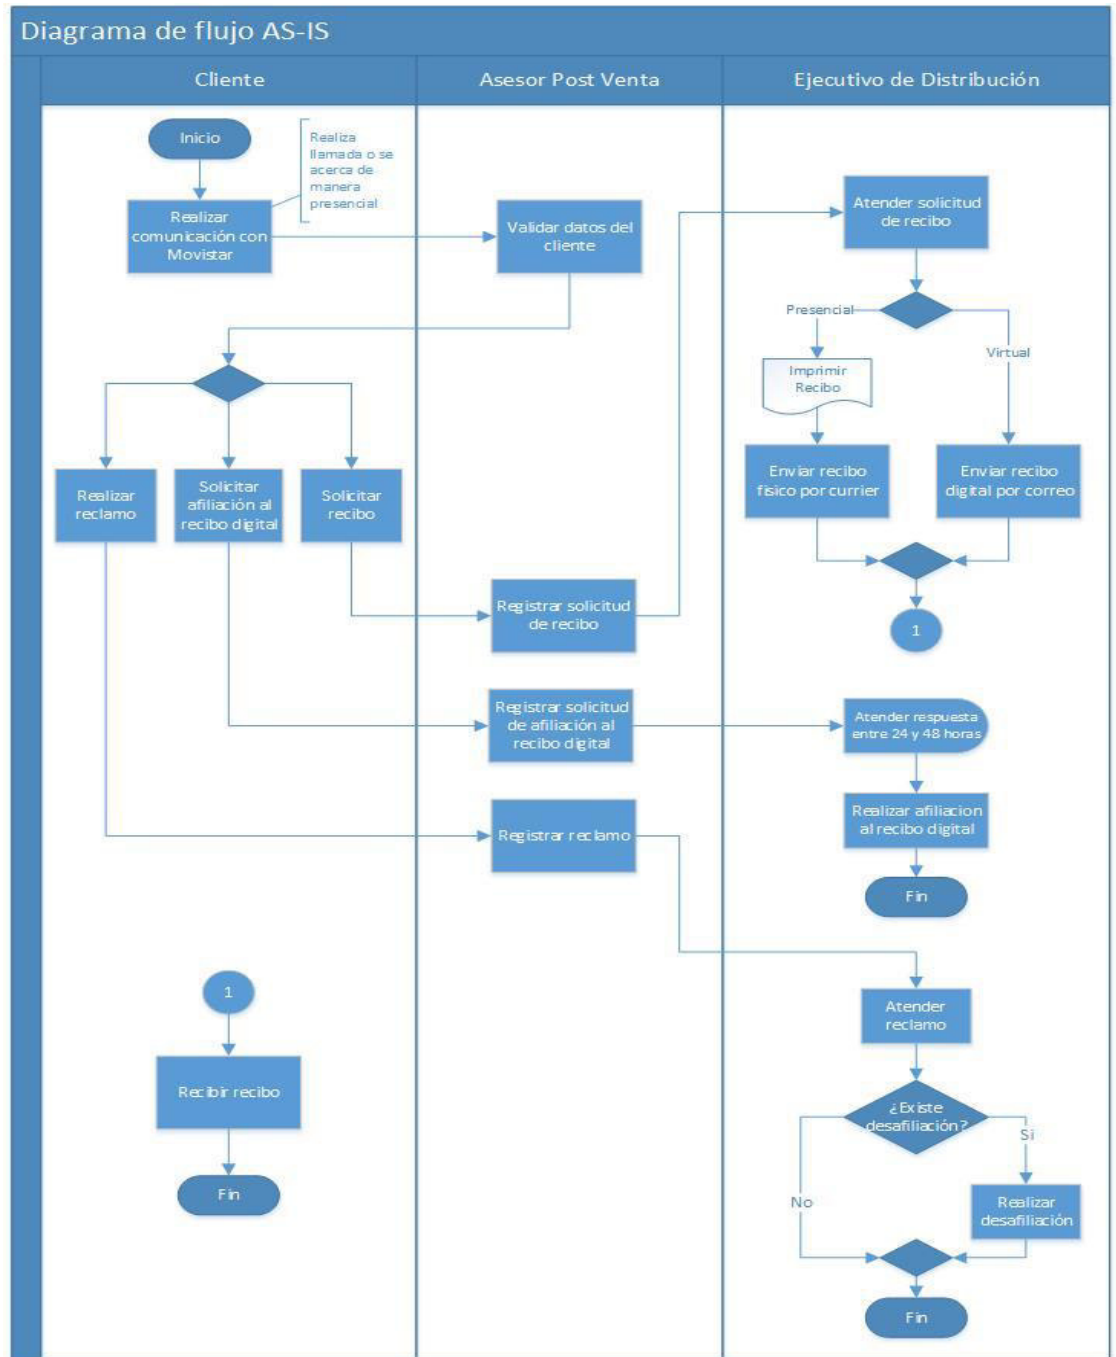 Diagrama de flujo AS-IS
Cliente
Asesor Post Venta
Ejecutivo de Distribución
Inicio
Realiza
llamada o se
acerca de
manera
presencial
Realizar
comunicación con
Movistar
Validar datos del
cliente
Atender solicitud
de recibo
Presencial
Virtual
Imprimir
Recibo
Enviar recibo
físico por currier
Enviar recibo
digital por correo
Realizar
reclamo
Solicitar
afiliación al
recibo digital
Solicitar
recibo
Registrar solicitud
de recibo
1
Registrar solicitud
de afiliación al
recibo digital
Atender respuesta
entre 24 y 48 horas
Realizar afiliacion
al recibo digital
Registrar reclamo
Fin
1
Atender
reclamo
Recibir recibo
¿Existe
desafiliación?
Si
No
Fin
Realizar
desafiliación
Fin